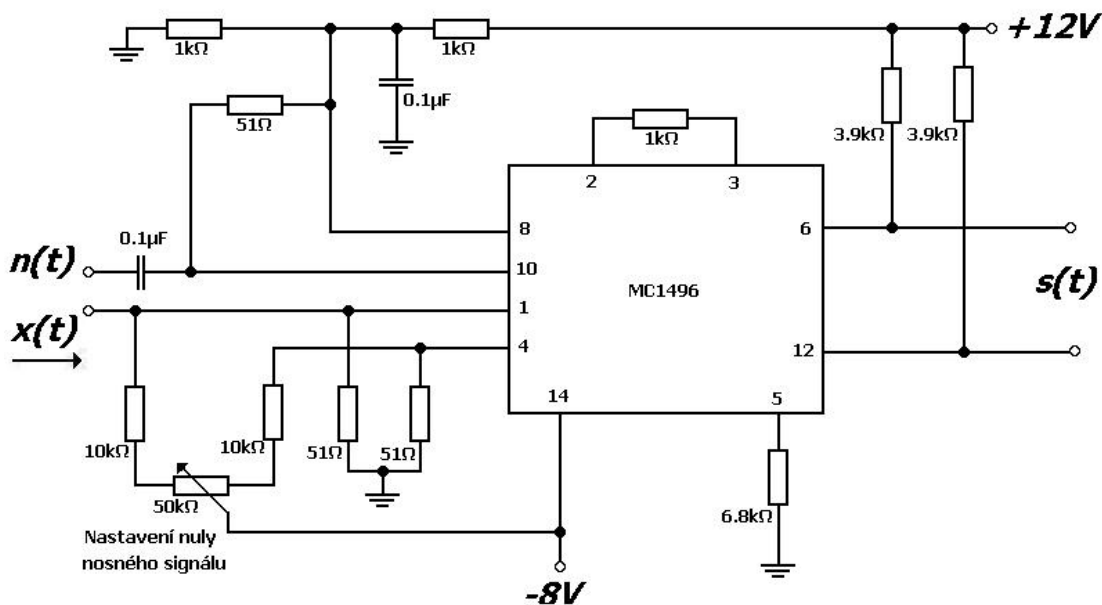 +12V
1kΩ
1kΩ
0.1µF
51Ω
1kΩ
3.9kΩ
3.9kΩ
2
3
8
6
0.1µF
n(t)
10
MC1496
s(t)
1
x(t)
4
12
14
5
10kΩ
10kΩ
51Ω
51Ω
50kΩ
6.8kΩ
Nastavení nuly
nosného signálu
-8V